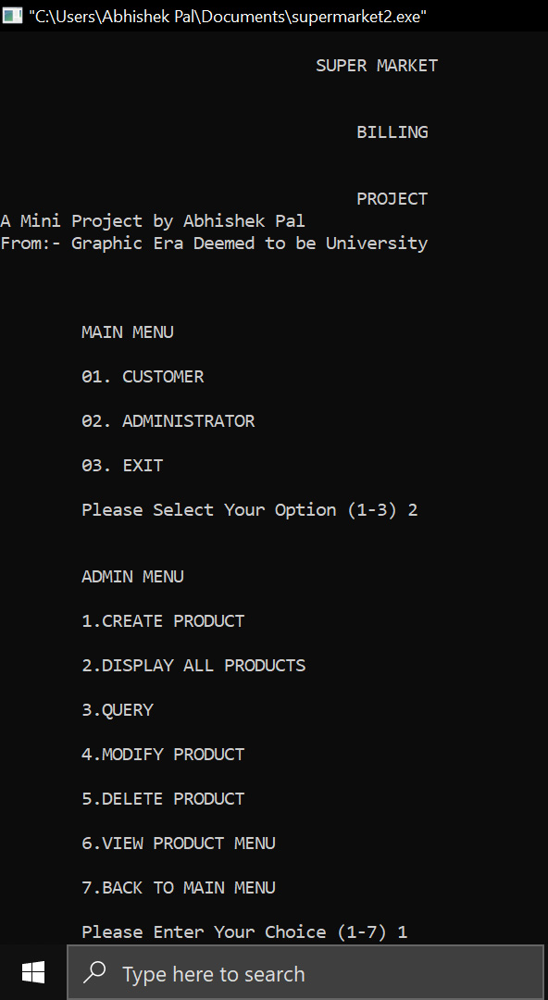 "C:\Users\Abhishek Pal\Documents\supermarket2.exe"
SUPER MARKET
BILLING
PROJECT
A Mini Project by Abhishek Pal
From:- Graphic Era Deemed to be University
MAIN MENU
01. CUSTOMER
02. ADMINISTRATOR
03. EXIT
Please Select Your Option (1-3) 2
ADMIN MENU
1.CREATE PRODUCT
2.DISPLAY ALL PRODUCTS
3.QUERY
4.MODIFY PRODUCT
5.DELETE PRODUCT
6.VIEW PRODUCT MENU
7.BACK TO MAIN MENU
Please Enter Your Choice (1-7) 1
Type here to search